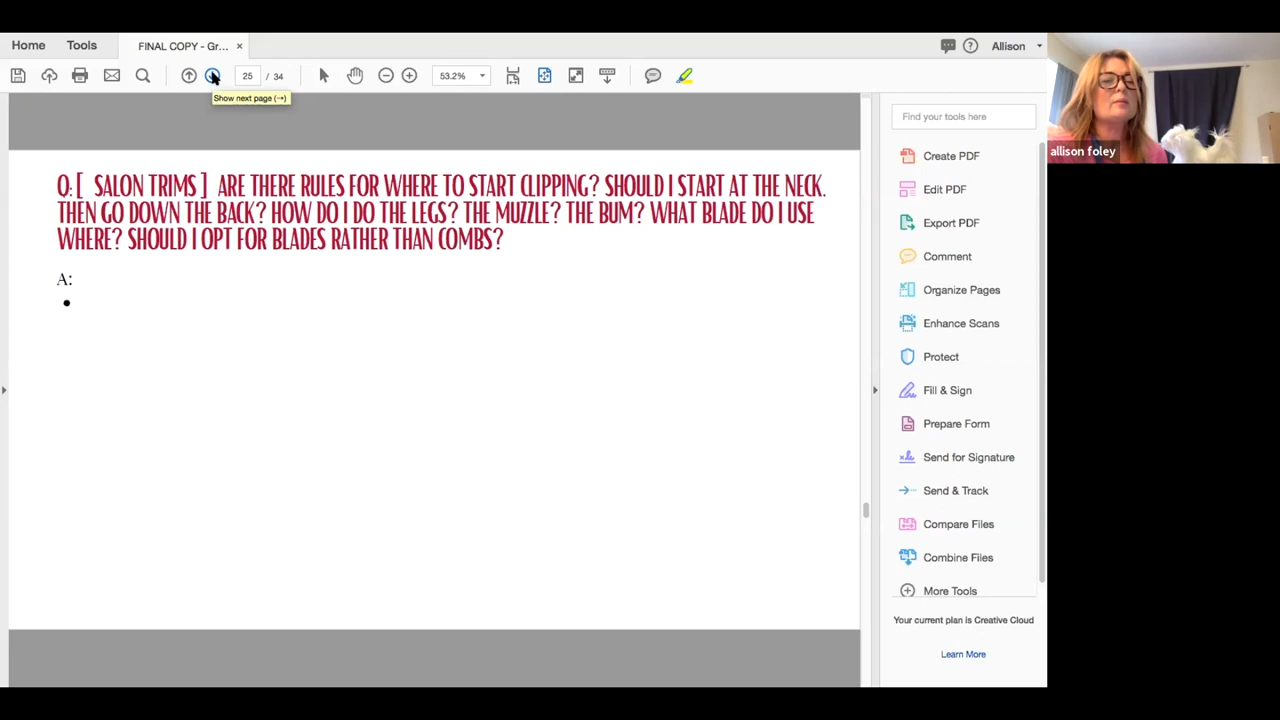 Home
Tools
FINAL COPY - Gr... ×
Allison
25 / 34
53.2%
Show next page (→)
Find your tools here
Create PDF
Edit PDF
Export PDF
Comment
Organize Pages
Enhance Scans
Protect
Fill & Sign
Prepare Form
Send for Signature
Send & Track
Compare Files
Combine Files
More Tools
Your current plan is Creative Cloud
Learn More
Q: [ SALON TRIMS ] ARE THERE RULES FOR WHERE TO START CLIPPING? SHOULD I START AT THE NECK.
THEN GO DOWN THE BACK? HOW DO I DO THE LEGS? THE MUZZLE? THE BUM? WHAT BLADE DO I USE
WHERE? SHOULD I OPT FOR BLADES RATHER THAN COMBS?
A:
•
allison foley